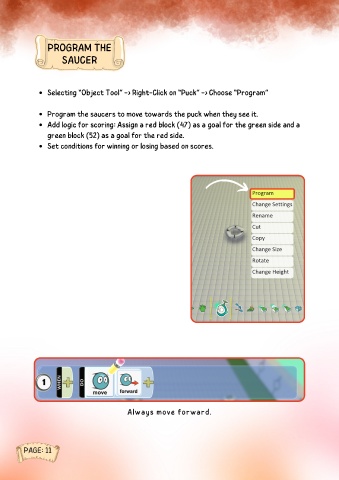 PROGRAM THE
SAUCER
• Selecting "Object Tool" -> Right-Click on "Puck" -> Choose "Program"
• Program the saucers to move towards the puck when they see it.
• Add logic for scoring: Assign a red block (47) as a goal for the green side and a
green block (52) as a goal for the red side.
• Set conditions for winning or losing based on scores.
Program
Change Settings
Rename
Cut
Copy
Change Size
Rotate
Change Height
1
WHEN
DO
move
forward
Always move forward.
PAGE: 11